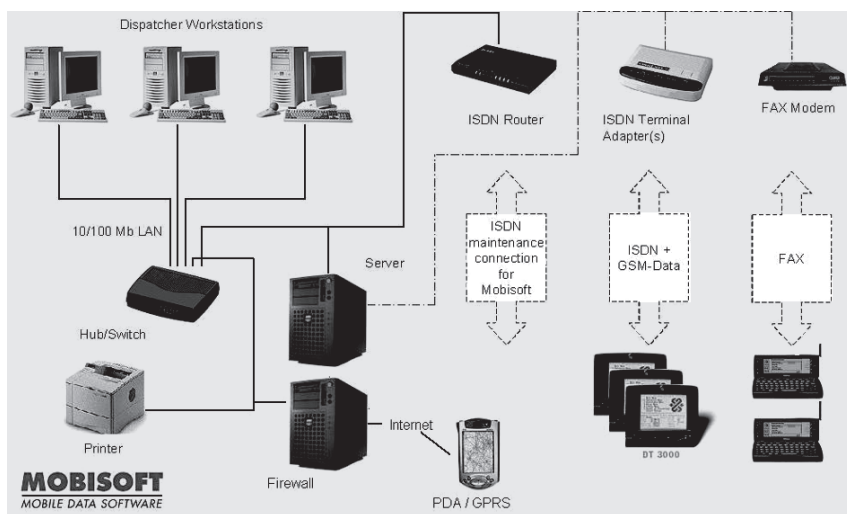 Dispatcher Workstations
ISDN Router
ISDN Terminal
Adapter(s)
FAX Modem
10/100 Mb LAN
Server
ISDN
maintenance
connection
for
Mobisoft
ISDN +
GSM-Data
FAX
Hub/Switch
Printer
Internet
DT 3000
Firewall
PDA / GPRS
MOBISOFT
MOBILE DATA SOFTWARE